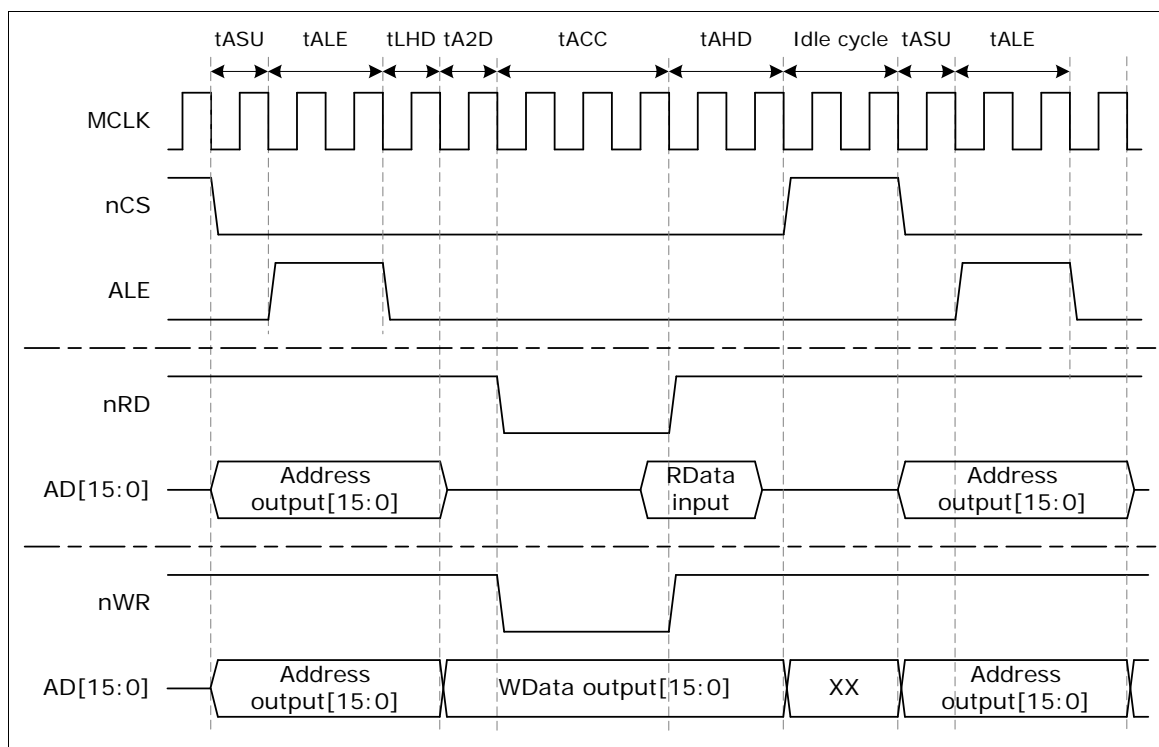 tASU tALE tLHD tA2D tACC tAHD Idle cycle tASU tALE
MCLK
nCS
ALE
nRD
AD[15:0]
Address
output[15:0]
RData
input
Address
output[15:0]
nWR
AD[15:0]
Address
output[15:0]
WData output[15:0]
XX
Address
output[15:0]